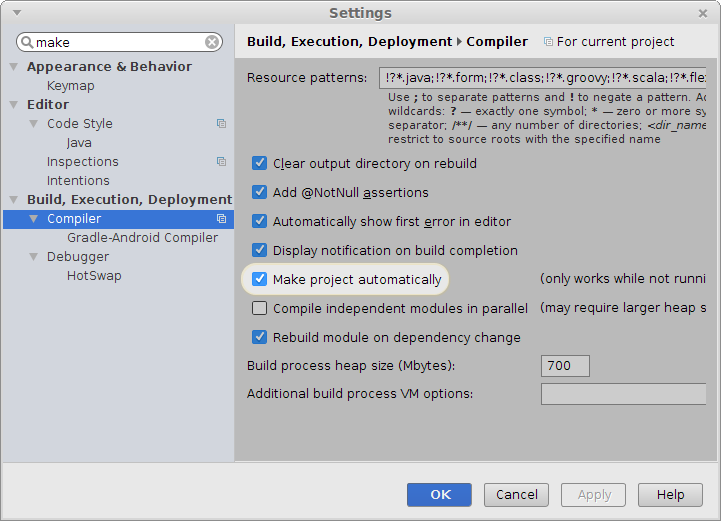 Settings
make
Appearance & Behavior
Keymap
Editor
Code Style
Java
Inspections
Intentions
Build, Execution, Deployment
Compiler
Gradle-Android Compiler
Debugger
HotSwap
Build, Execution, Deployment Compiler For current project
Resource patterns: !?*.java;!?*.form;!?*.class;!?*.groovy;!?*.scala;!?*.fle
Use ; to separate patterns and ! to negate a pattern. Ac
wildcards: ? — exactly one symbol; * — zero or more sy
separator; /**/ — any number of directories; <dir_name
restrict to source roots with the specified name
Clear output directory on rebuild
Add @NotNull assertions
Automatically show first error in editor
Display notification on build completion
Make project automatically (only works while not runni
Compile independent modules in parallel (may require larger heap s
Rebuild module on dependency change
Build process heap size (Mbytes): 700
Additional build process VM options:
OK Cancel Apply Help